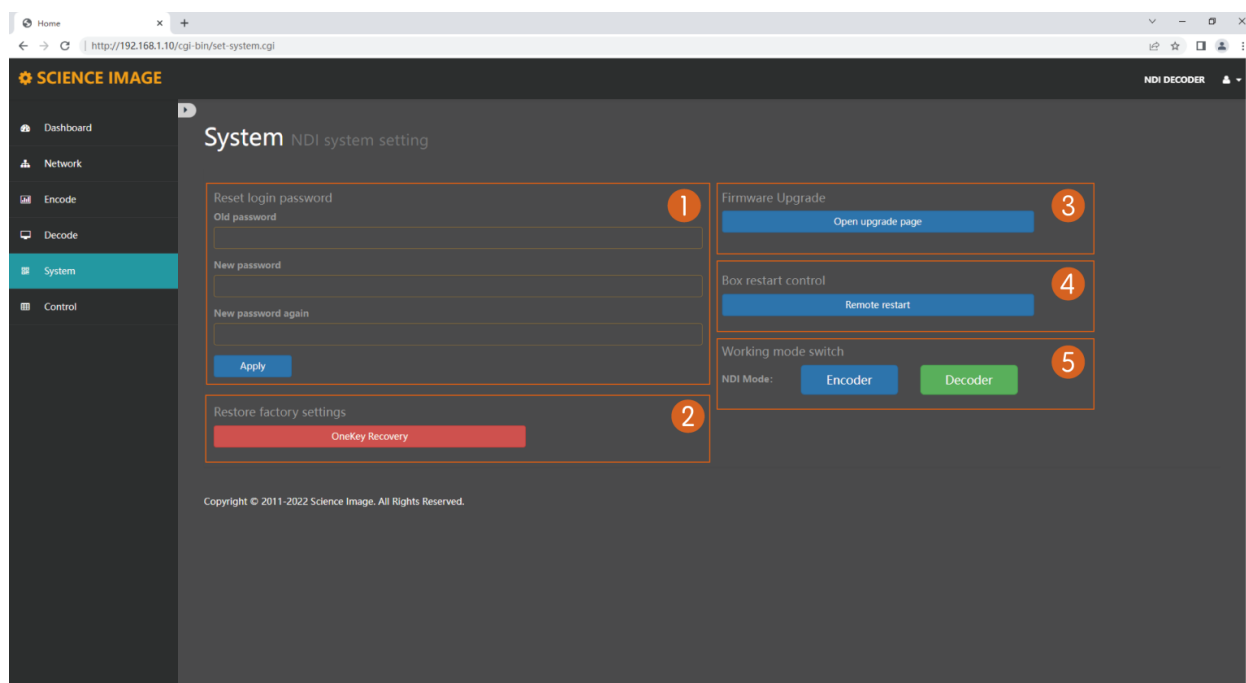 Home
http://192.168.1.10/cgi-bin/set-system.cgi
SCIENCE IMAGE
NDI DECODER
Dashboard
Network
Encode
Decode
System
Control
System NDI system setting
1
Reset login password
Old password
New password
New password again
Apply
2
Restore factory settings
OneKey Recovery
3
Firmware Upgrade
Open upgrade page
4
Box restart control
Remote restart
5
Working mode switch
NDI Mode: Encoder Decoder
Copyright © 2011-2022 Science Image. All Rights Reserved.